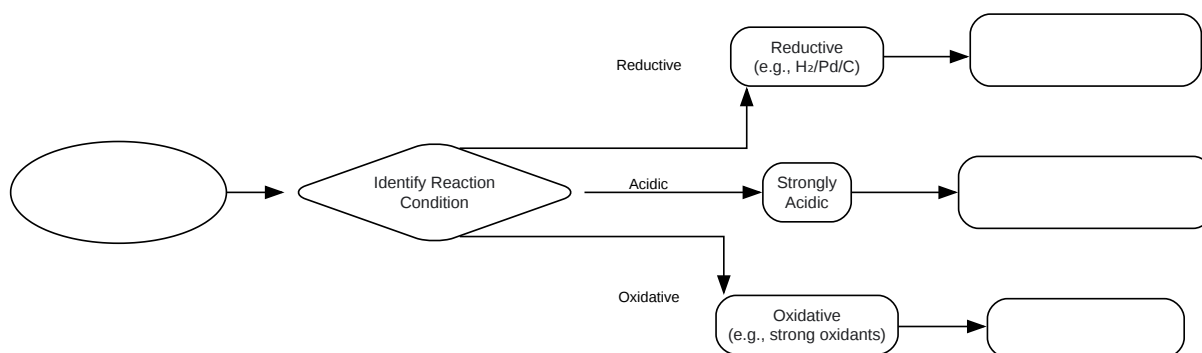 Reductive
Reductive
(e.g., H₂/Pd/C)
Identify Reaction
Condition
Acidic
Strongly
Acidic
Oxidative
Oxidative
(e.g., strong oxidants)